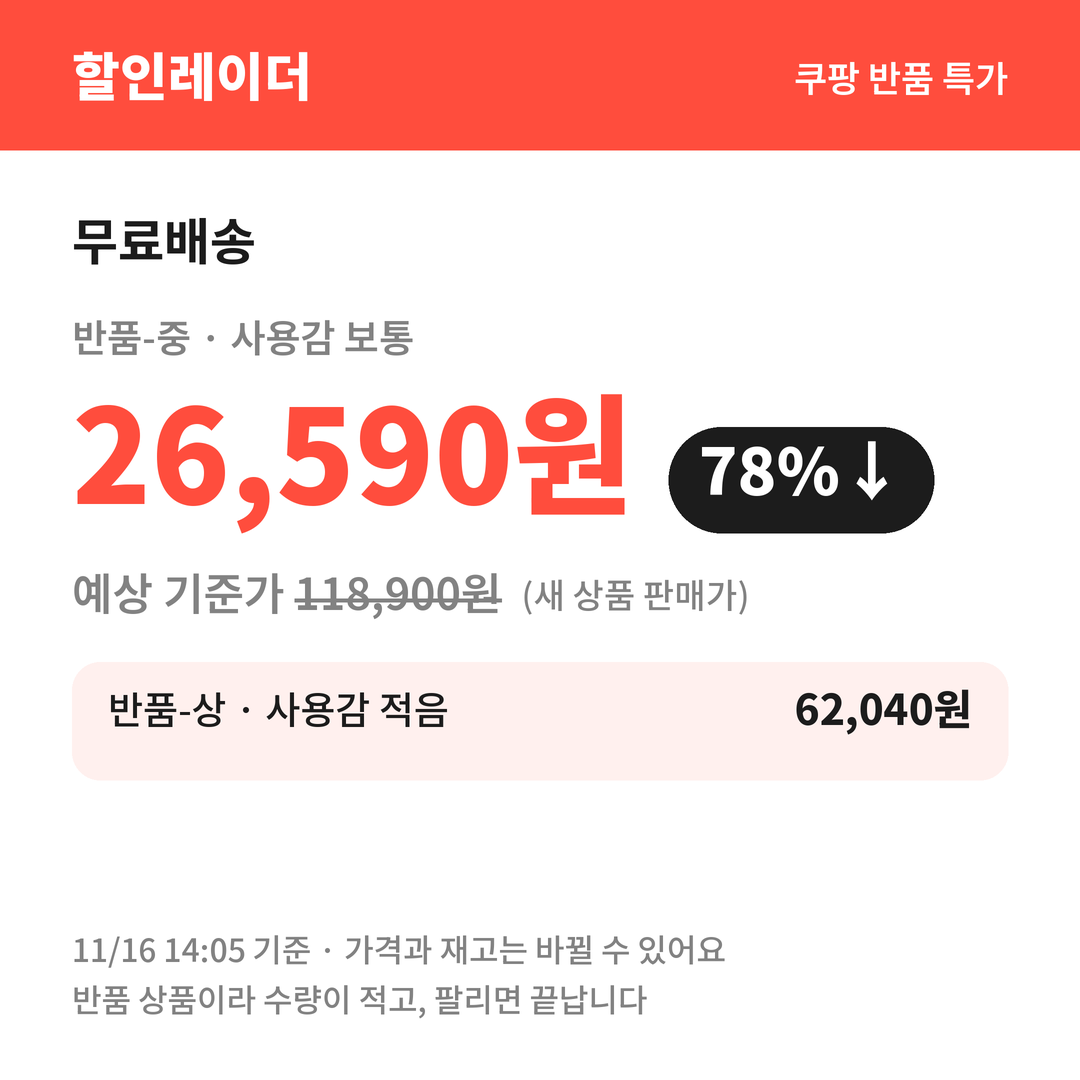 할인레이더
쿠팡 반품 특가
무료배송
반품-중 · 사용감 보통
26,590원 78%↓
예상 기준가 118,900원 (새 상품 판매가)
반품-상 · 사용감 적음 62,040원
11/16 14:05 기준 · 가격과 재고는 바뀔 수 있어요
반품 상품이라 수량이 적고, 팔리면 끝납니다